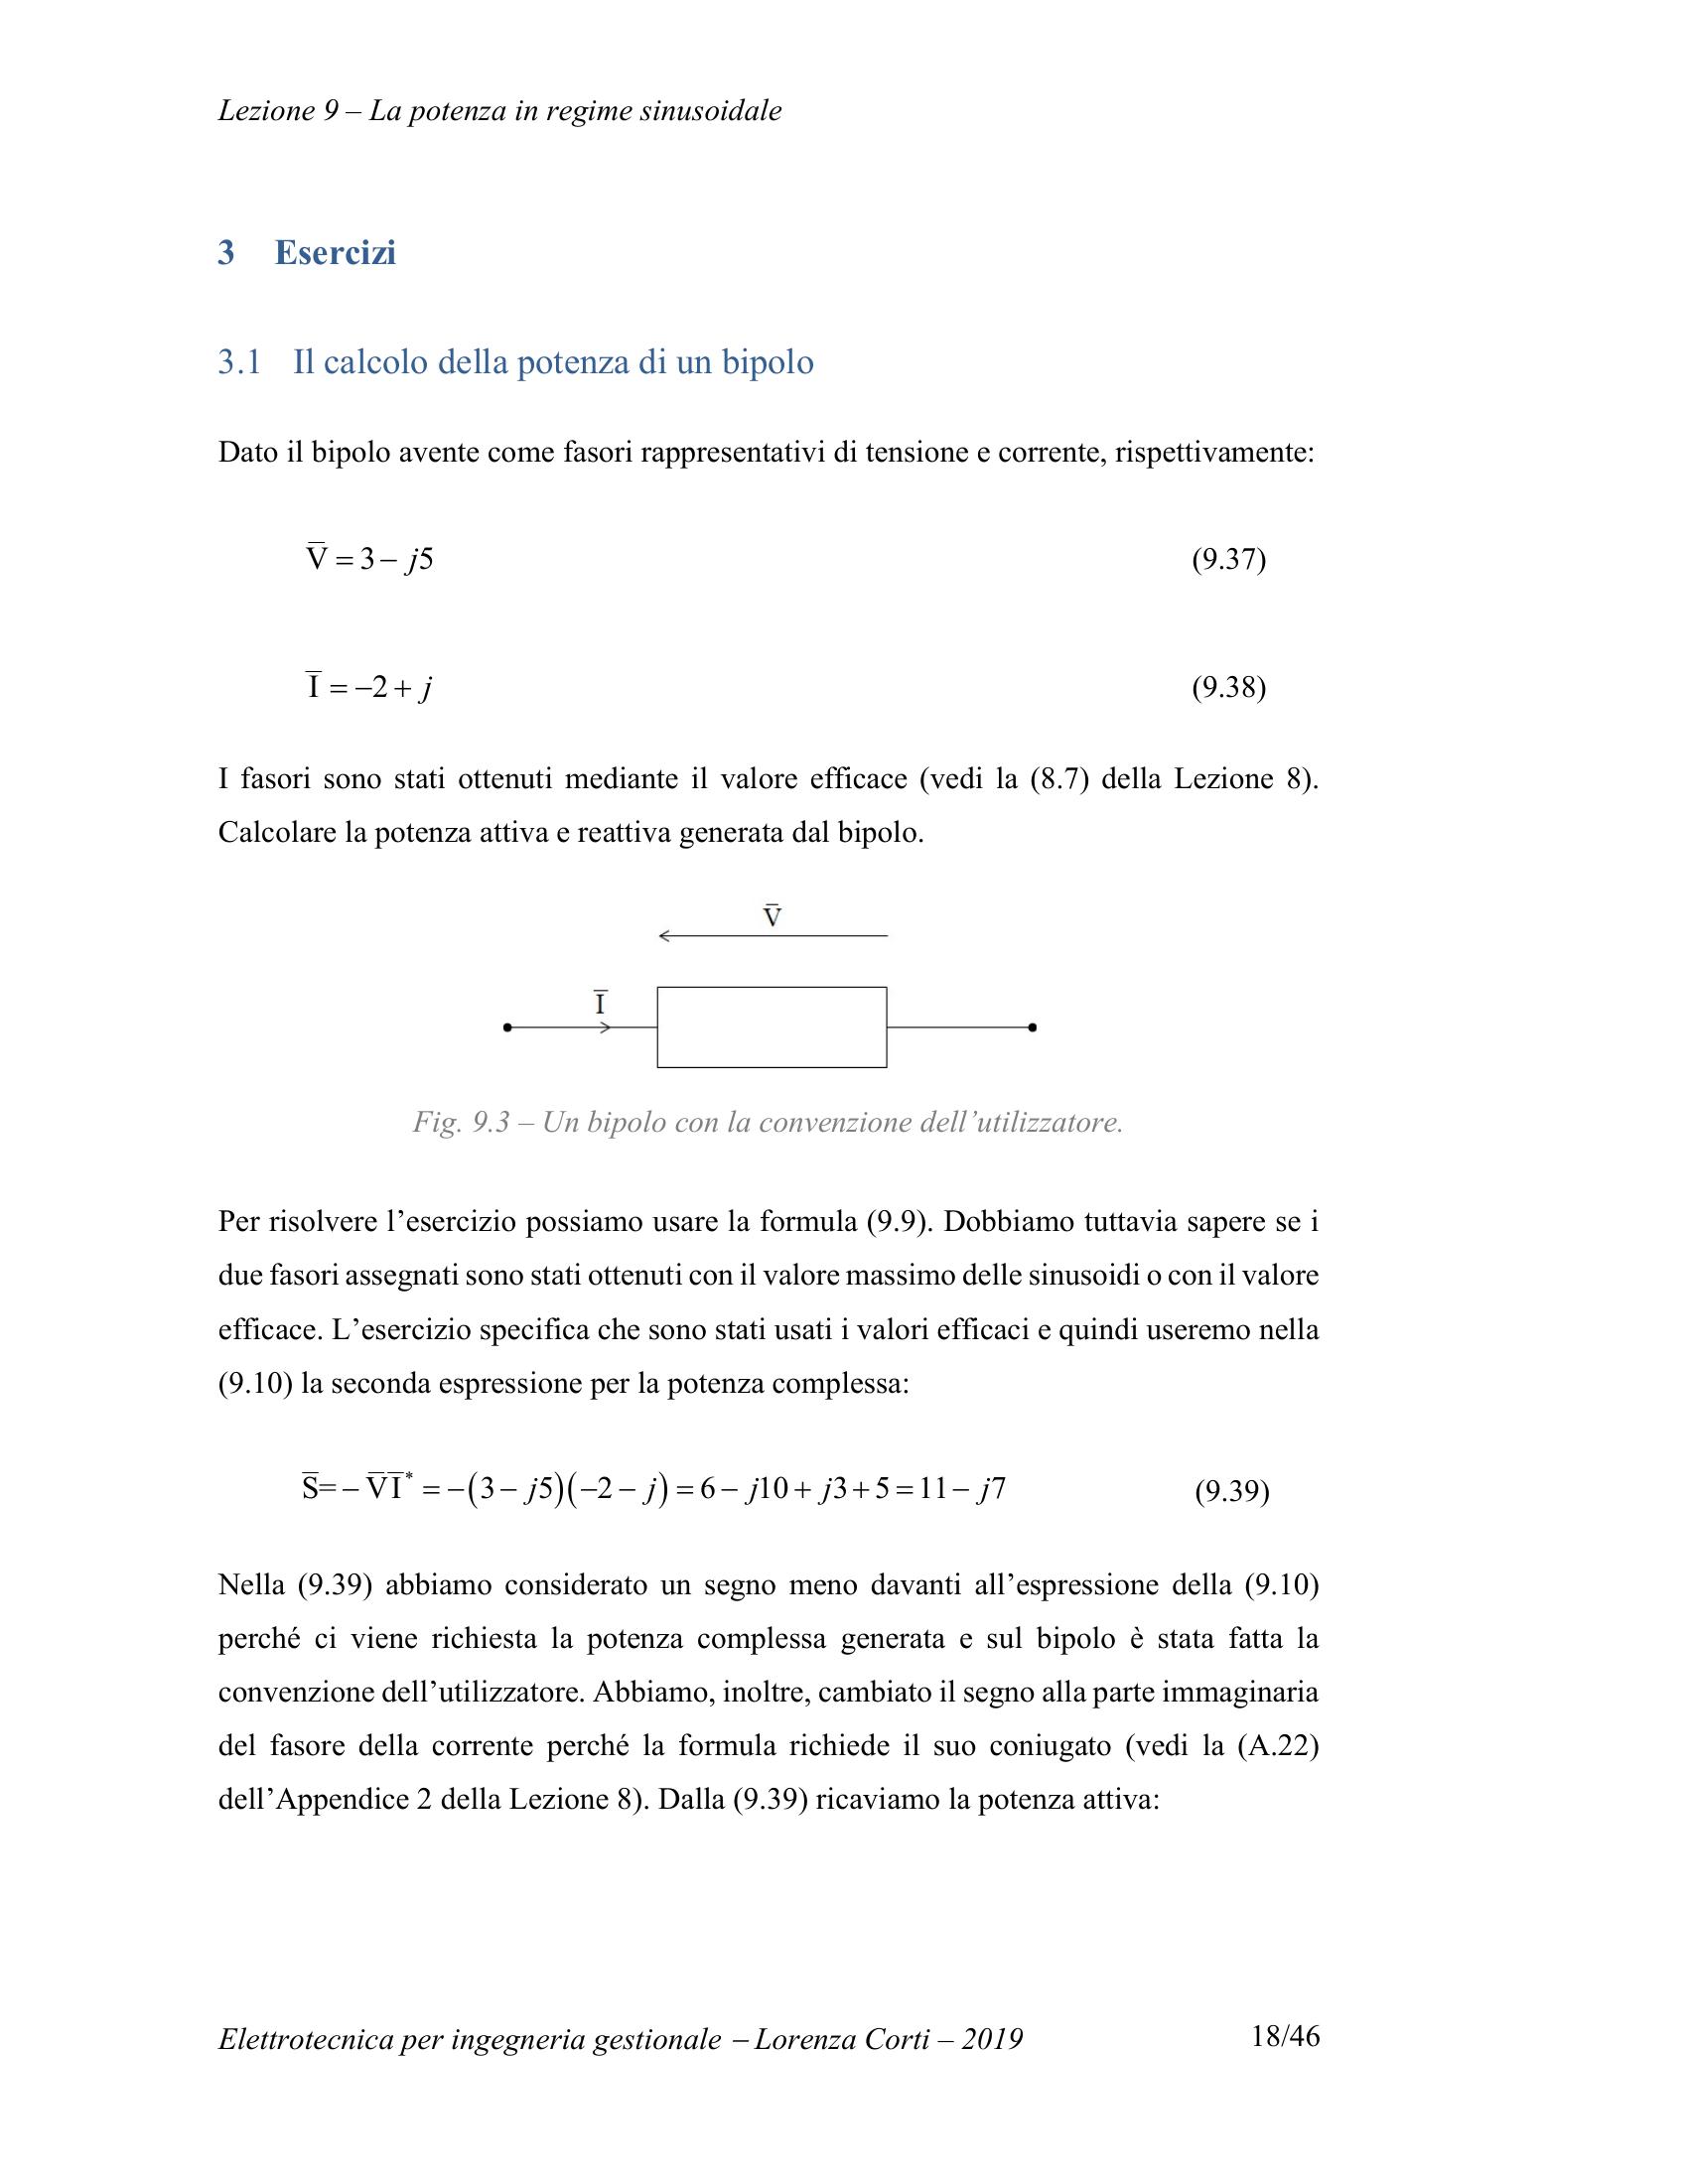 Lezione 9 – La potenza in regime sinusoidale
3 Esercizi
3.1 Il calcolo della potenza di un bipolo
Dato il bipolo avente come fasori rappresentativi di tensione e corrente, rispettivamente:
V̅ = 3 − j5 (9.37)
I̅ = −2 + j (9.38)
I fasori sono stati ottenuti mediante il valore efficace (vedi la (8.7) della Lezione 8).
Calcolare la potenza attiva e reattiva generata dal bipolo.
V̅
I̅
Fig. 9.3 – Un bipolo con la convenzione dell’utilizzatore.
Per risolvere l’esercizio possiamo usare la formula (9.9). Dobbiamo tuttavia sapere se i
due fasori assegnati sono stati ottenuti con il valore massimo delle sinusoidi o con il valore
efficace. L’esercizio specifica che sono stati usati i valori efficaci e quindi useremo nella
(9.10) la seconda espressione per la potenza complessa:
S̅= − V̅I̅* = −(3 − j5)(−2 − j) = 6 − j10 + j3 + 5 = 11 − j7 (9.39)
Nella (9.39) abbiamo considerato un segno meno davanti all’espressione della (9.10)
perché ci viene richiesta la potenza complessa generata e sul bipolo è stata fatta la
convenzione dell’utilizzatore. Abbiamo, inoltre, cambiato il segno alla parte immaginaria
del fasore della corrente perché la formula richiede il suo coniugato (vedi la (A.22)
dell’Appendice 2 della Lezione 8). Dalla (9.39) ricaviamo la potenza attiva:
Elettrotecnica per ingegneria gestionale − Lorenza Corti – 2019 18/46